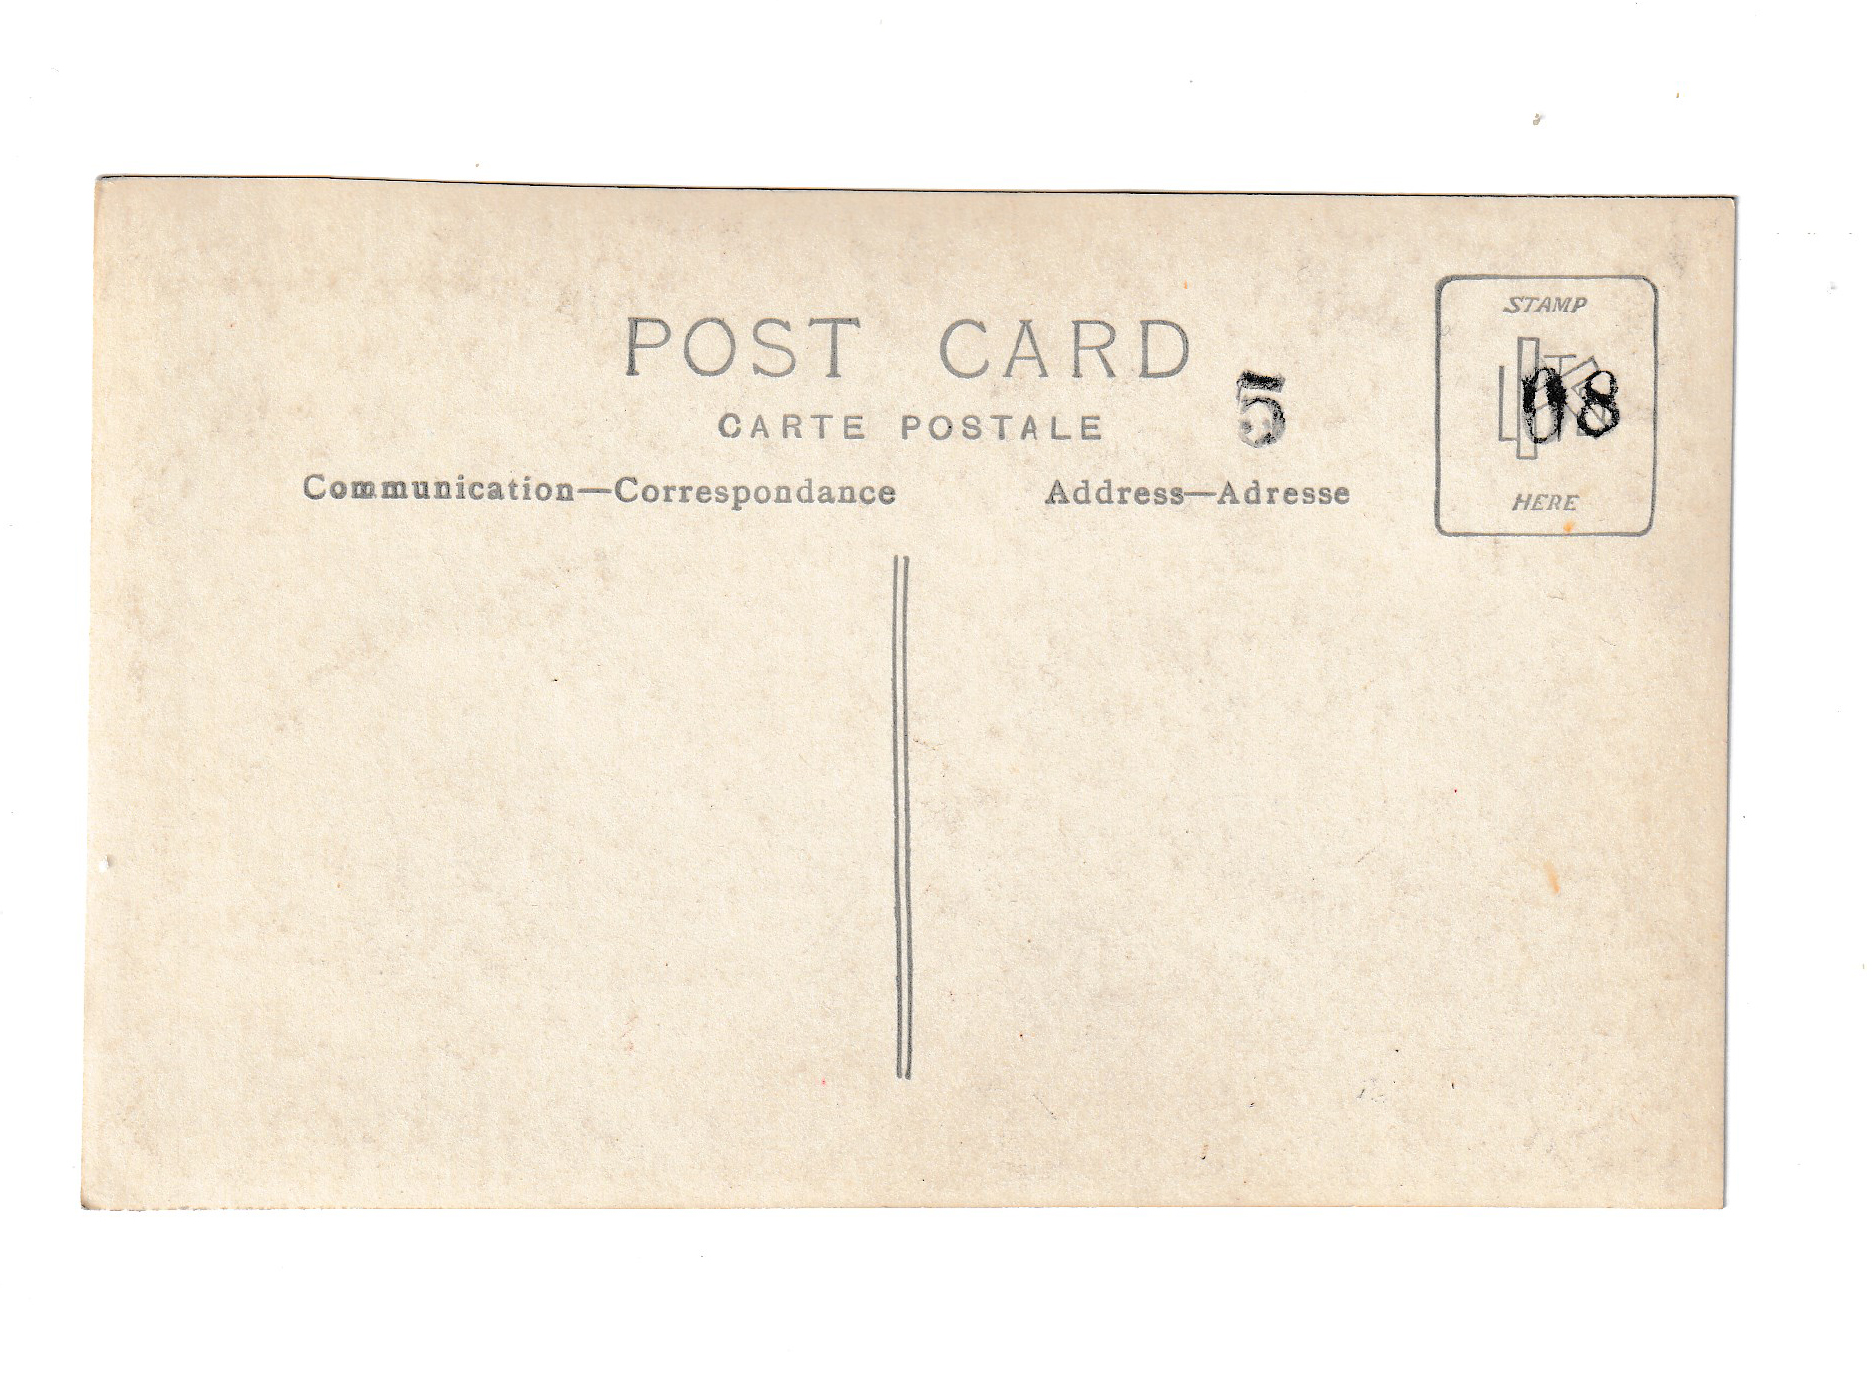 POST CARD
CARTE POSTALE
Communication—Correspondance
Address—Adresse
5
STAMP
08
HERE